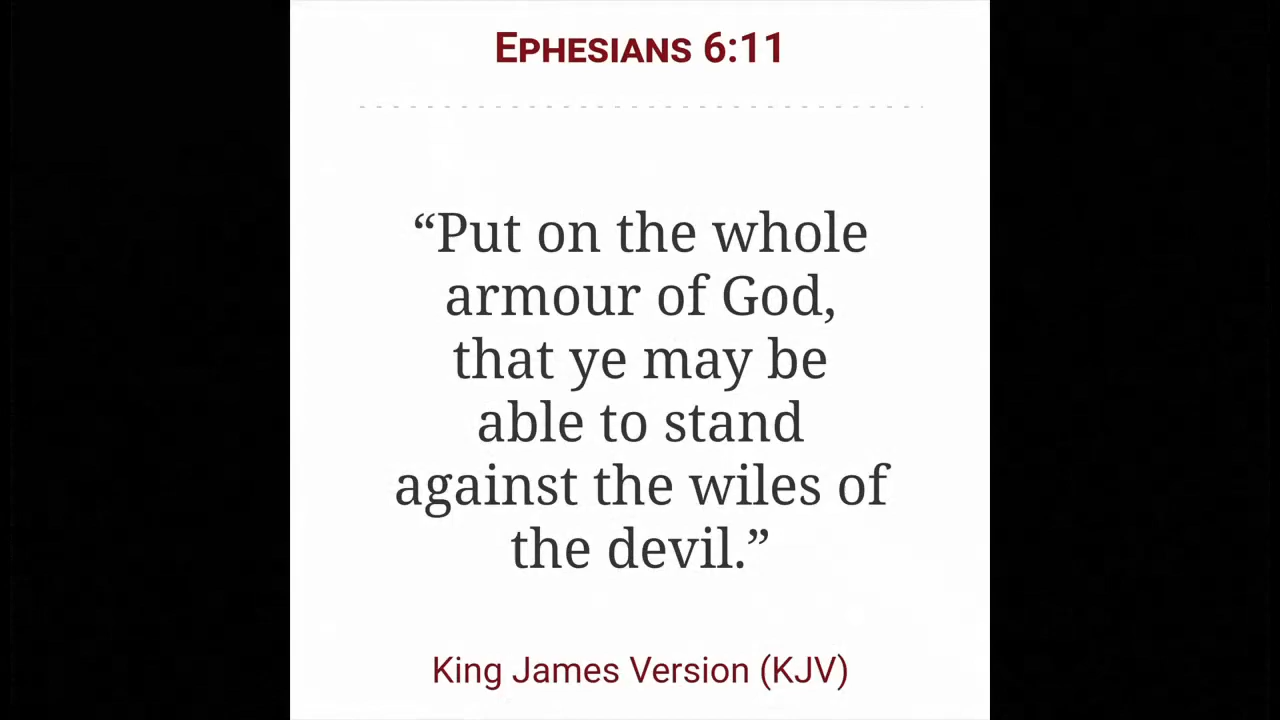 EPHESIANS 6:11
“Put on the whole
armour of God,
that ye may be
able to stand
against the wiles of
the devil.”
King James Version (KJV)